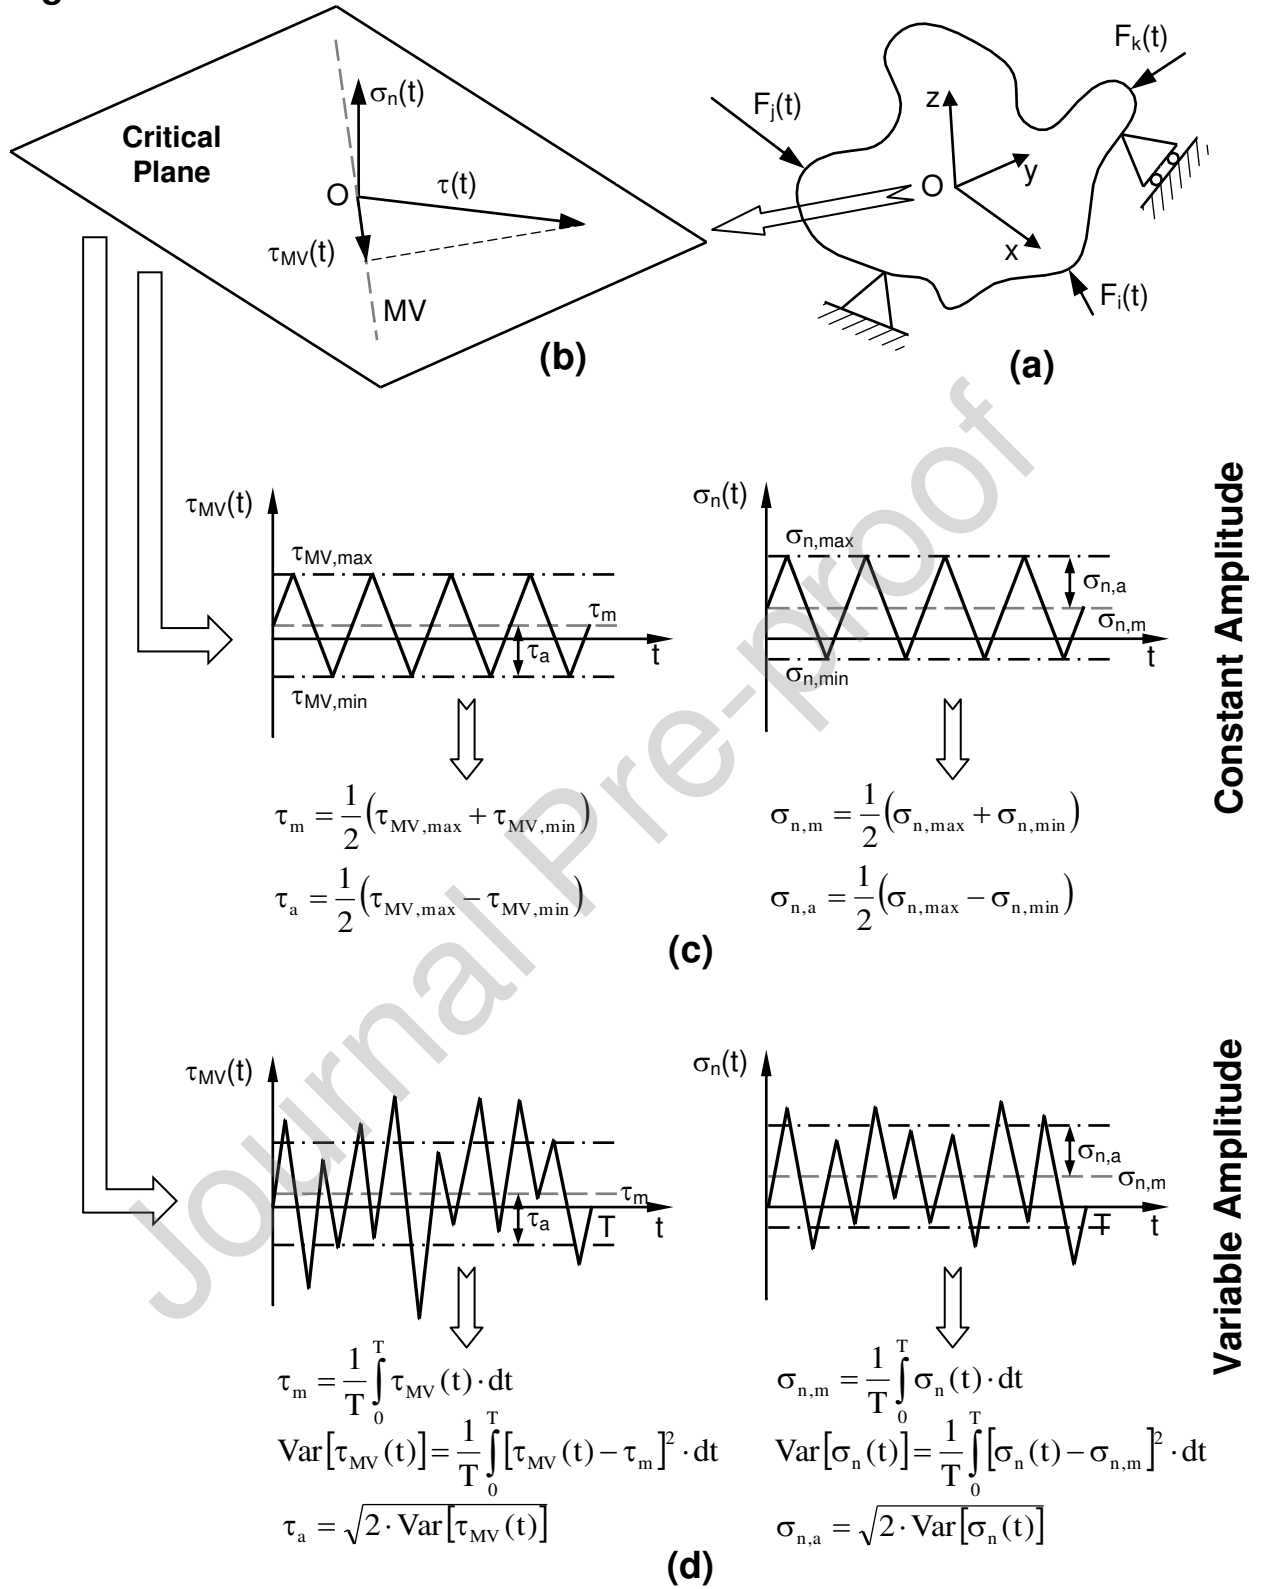 g
Critical
Plane
σn(t)
O
τ(t)
τMV(t)
MV
(b)
Fj(t)
Fk(t)
z
y
O
x
Fi(t)
(a)
Journal Pre-proof
Constant Amplitude
τMV(t)
τMV,max
τm
τa
t
τMV,min
σn(t)
σn,max
σn,a
σn,m
t
σn,min
τm = 1/2 (τMV,max + τMV,min)
τa = 1/2 (τMV,max − τMV,min)
σn,m = 1/2 (σn,max + σn,min)
σn,a = 1/2 (σn,max − σn,min)
(c)
Variable Amplitude
τMV(t)
τm
τa
T
t
σn(t)
σn,a
σn,m
T
t
τm = 1/T ∫0T τMV(t)·dt
Var[τMV(t)] = 1/T ∫0T [τMV(t) − τm]²·dt
τa = √2·Var[τMV(t)]
σn,m = 1/T ∫0T σn(t)·dt
Var[σn(t)] = 1/T ∫0T [σn(t) − σn,m]²·dt
σn,a = √2·Var[σn(t)]
(d)